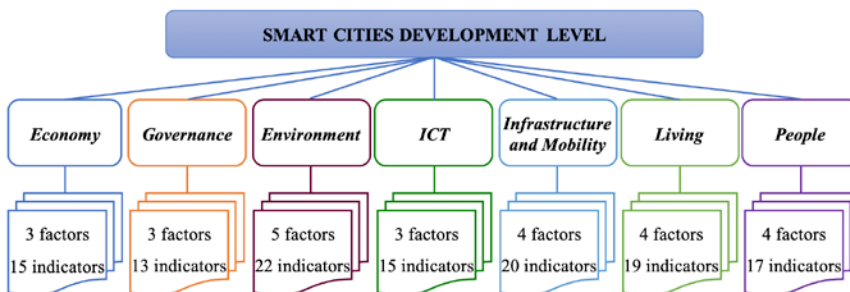 SMART CITIES DEVELOPMENT LEVEL
Economy
Governance
Environment
ICT
Infrastructure
and Mobility
Living
People
3 factors
15 indicators
3 factors
13 indicators
5 factors
22 indicators
3 factors
15 indicators
4 factors
20 indicators
4 factors
19 indicators
4 factors
17 indicators